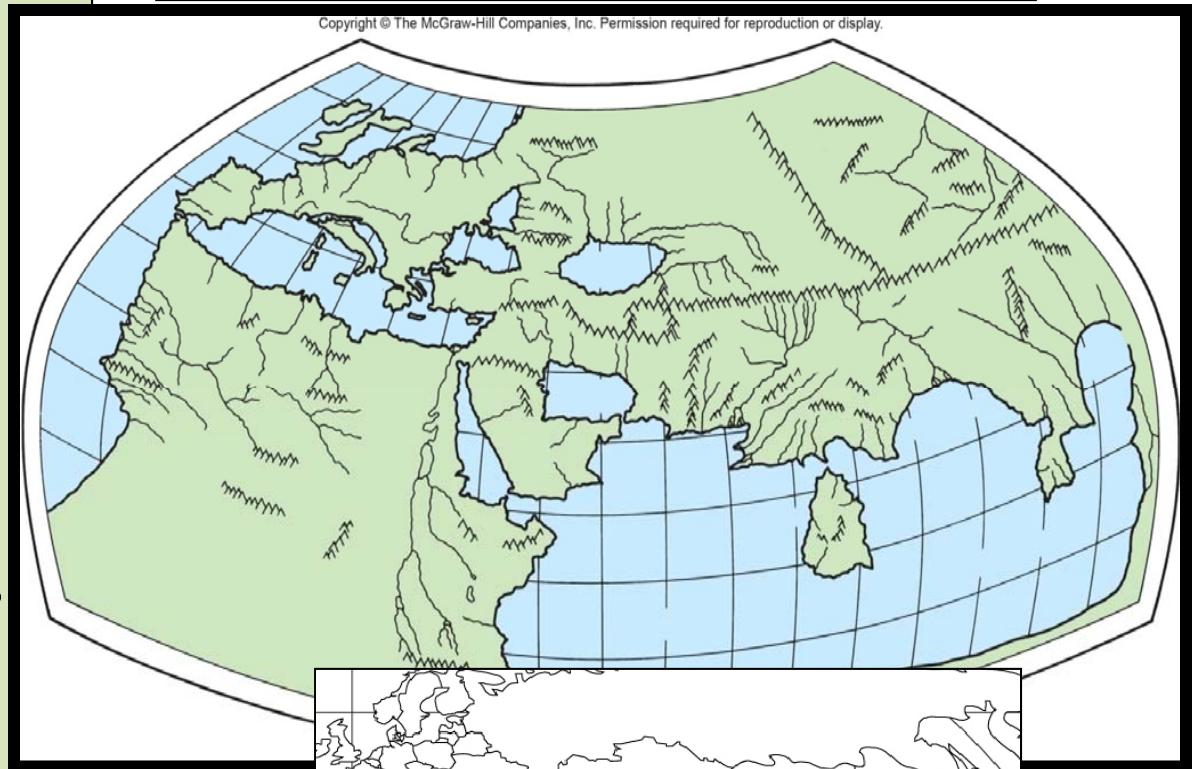 Copyright © The McGraw-Hill Companies, Inc. Permission required for reproduction or display.